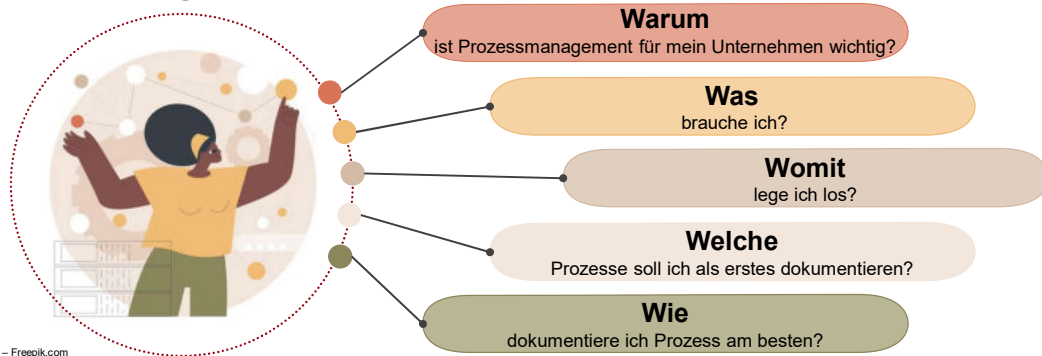 Warum
ist Prozessmanagement für mein Unternehmen wichtig?
Was
brauche ich?
Womit
lege ich los?
Welche
Prozesse soll ich als erstes dokumentieren?
Wie
dokumentiere ich Prozess am besten?
– Freepik.com